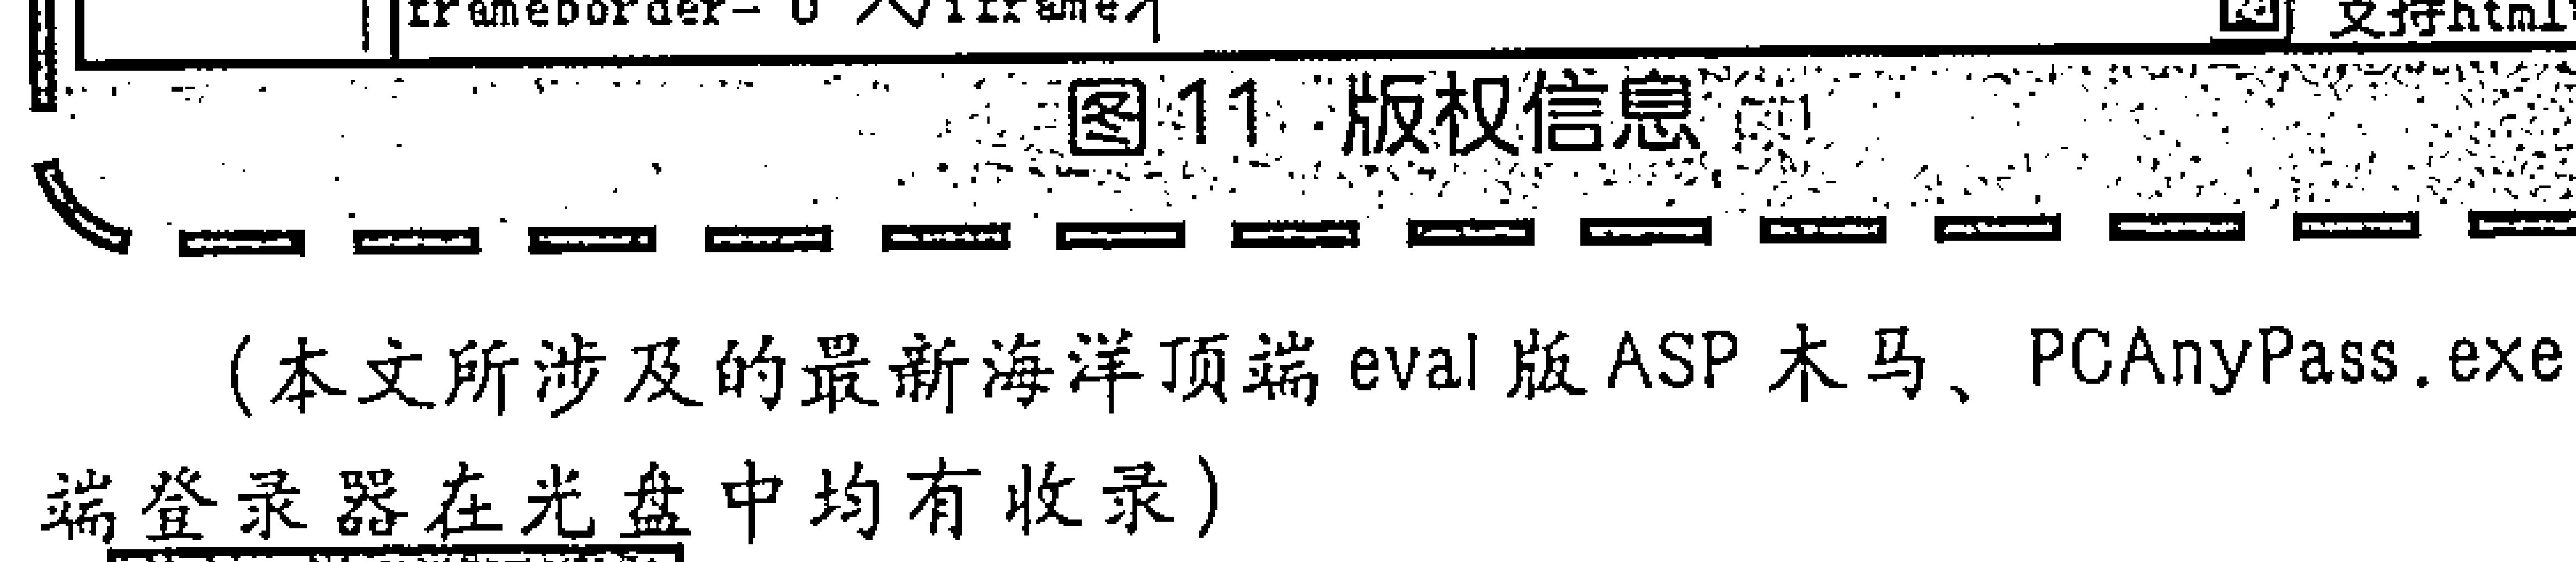 frameborder= 0 ></iframe>
支持html
图11 版权信息
(本文所涉及的最新海洋顶端eval版ASP木马、PCAnyPass.exe
端登录器在光盘中均有收录)